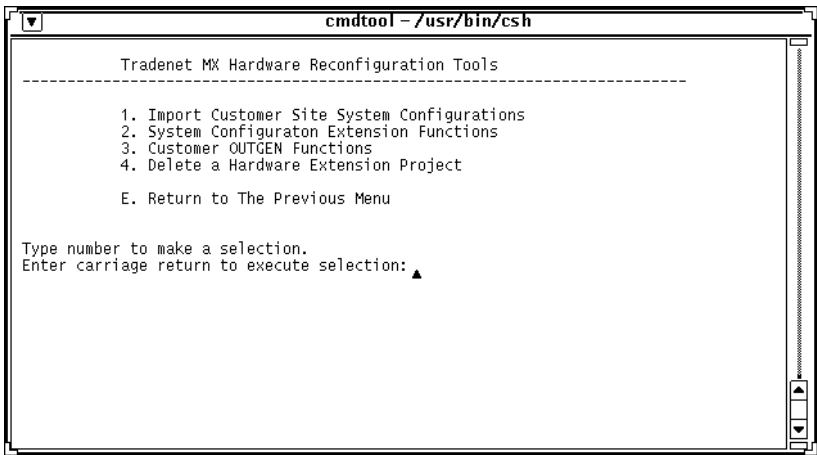 cmdtool – /usr/bin/csh
Tradenet MX Hardware Reconfiguration Tools
--------------------------------------------------------------------------
1. Import Customer Site System Configurations
2. System Configuraton Extension Functions
3. Customer OUTGEN Functions
4. Delete a Hardware Extension Project
E. Return to The Previous Menu
Type number to make a selection.
Enter carriage return to execute selection: